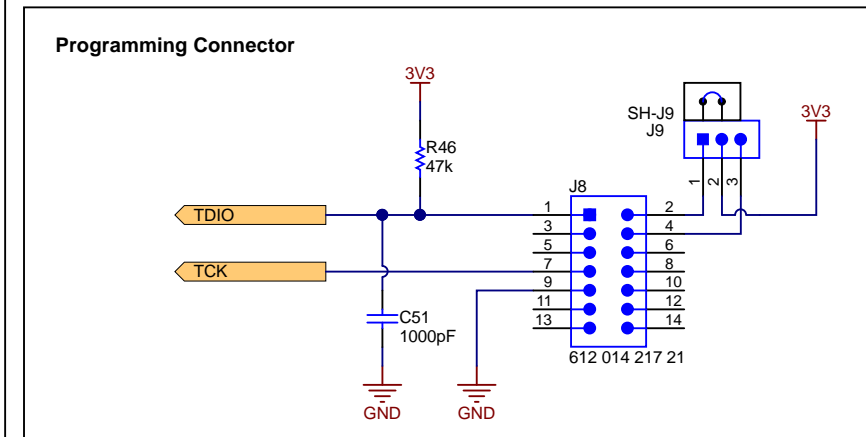 Programming Connector
3V3
SH-J9
J9
3V3
R46
47k
1
2
3
J8
TDIO
1
2
3
4
5
6
TCK
7
8
9
10
11
12
13
14
C51
1000pF
612 014 217 21
GND
GND